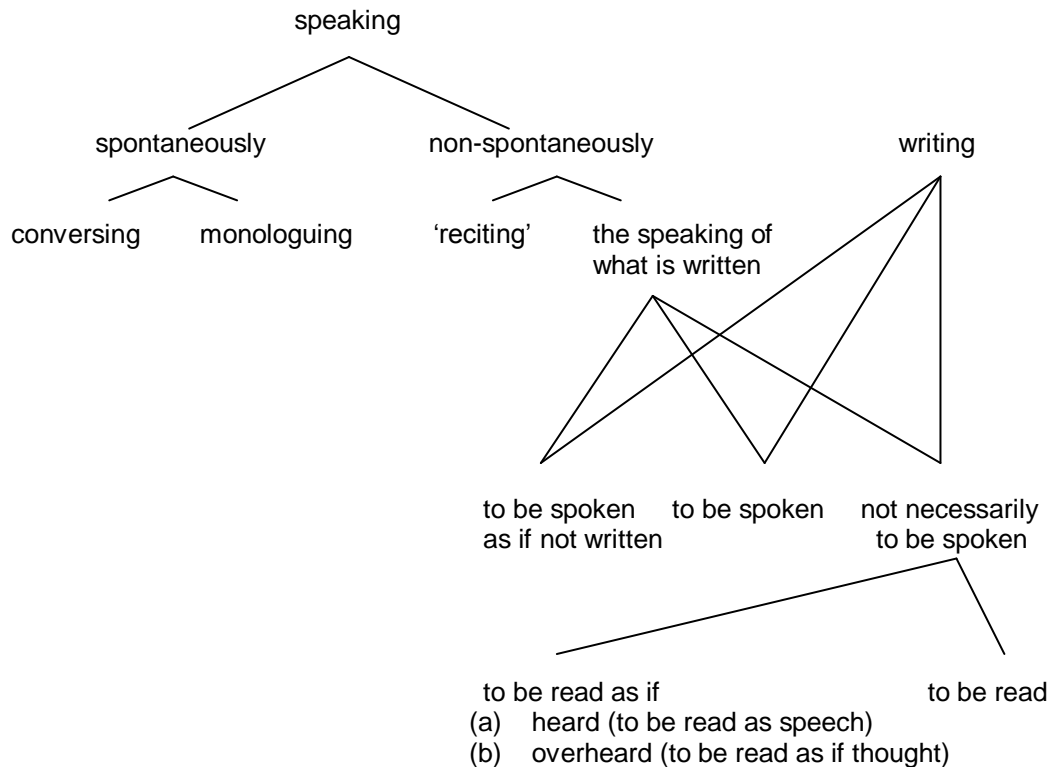 speaking
spontaneously non-spontaneously writing
conversing monologuing ‘reciting’ the speaking of
what is written
to be spoken
as if not written
to be spoken
not necessarily
to be spoken
to be read as if
(a) heard (to be read as speech)
(b) overheard (to be read as if thought)
to be read